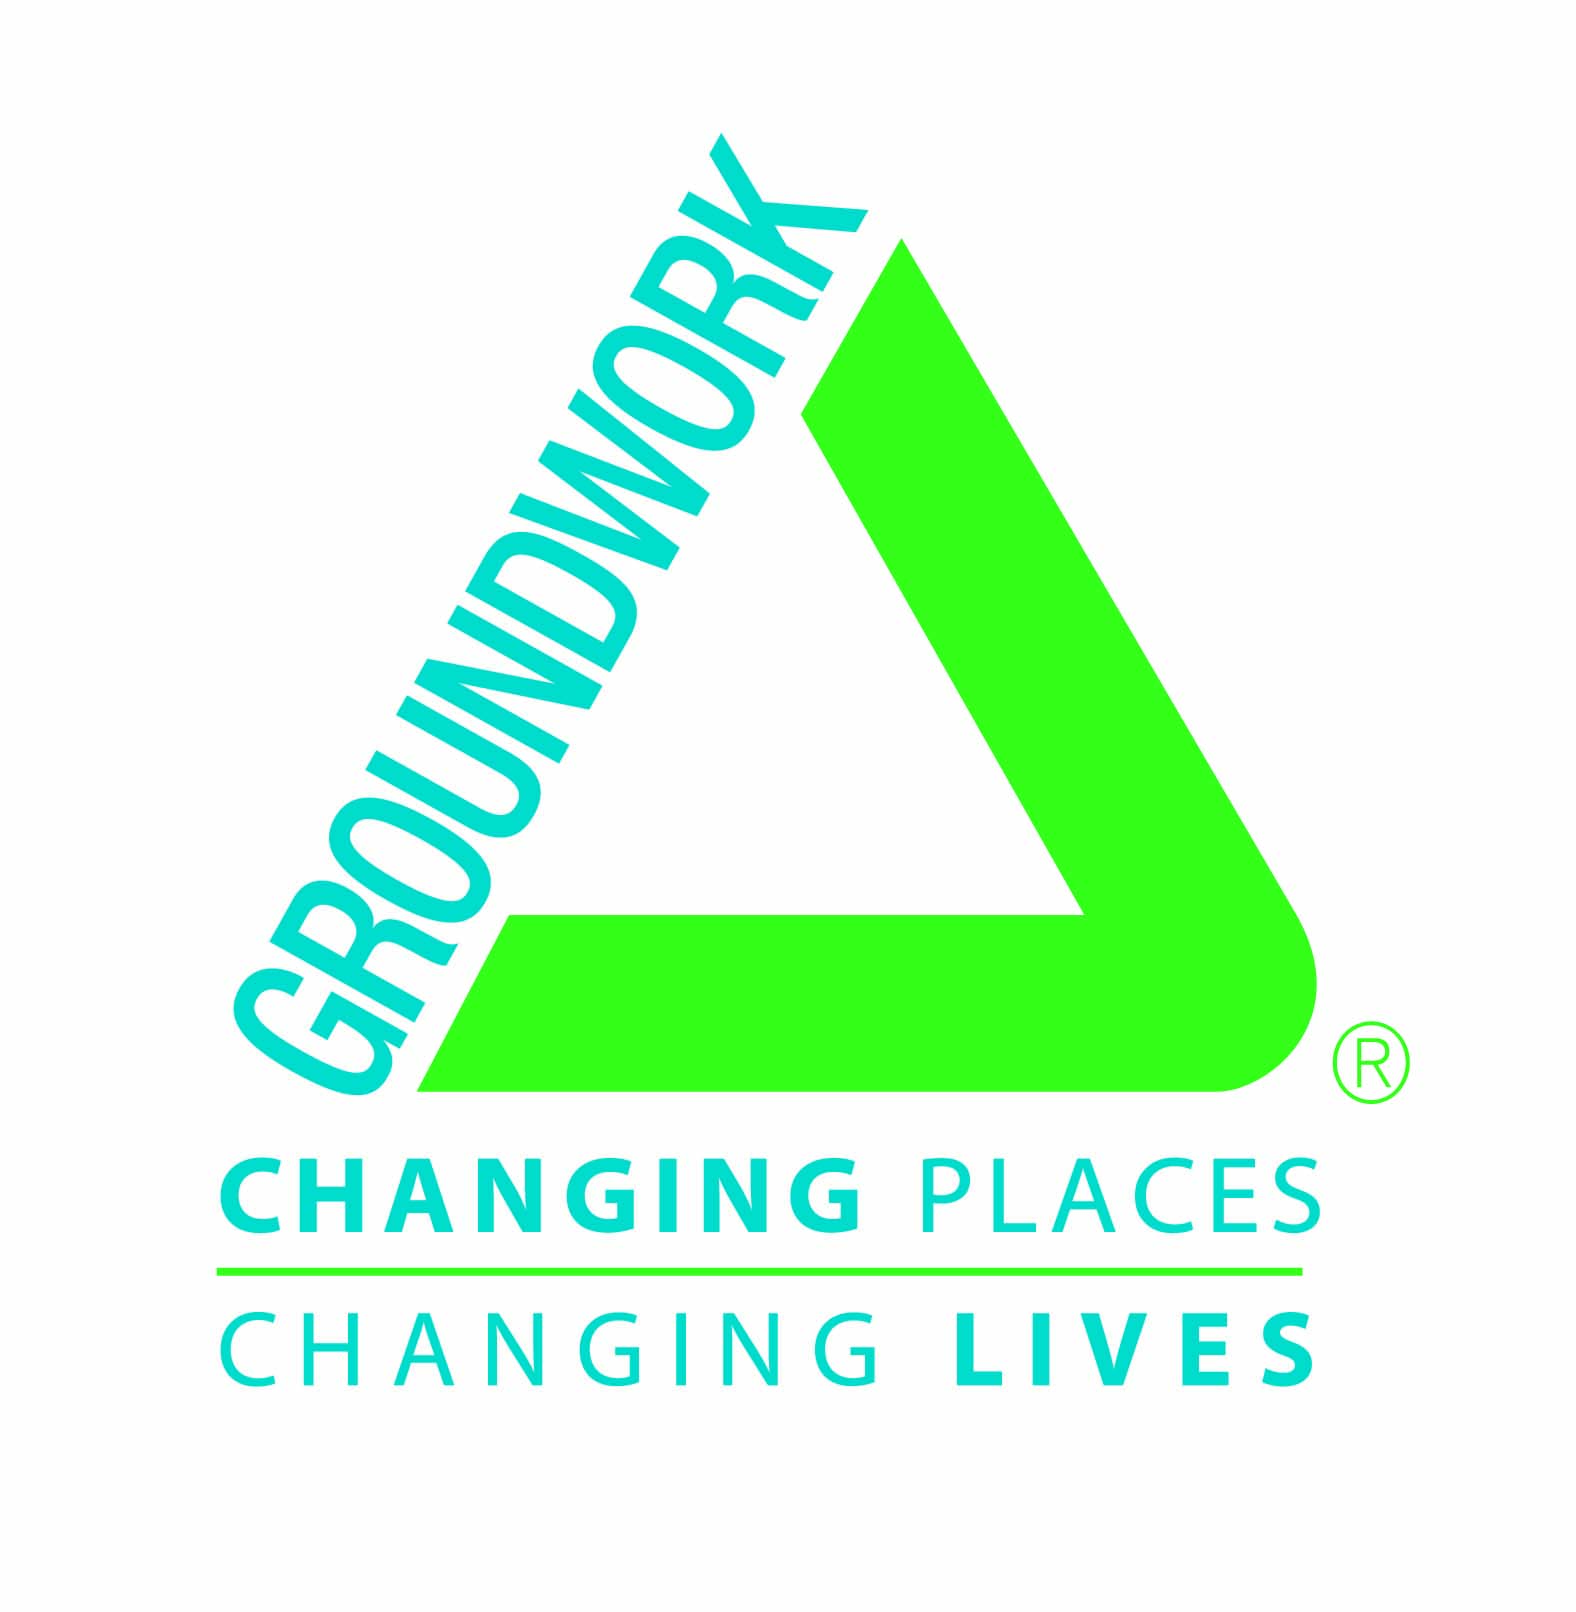 GROUNDWORK
®
CHANGING PLACES
CHANGING LIVES